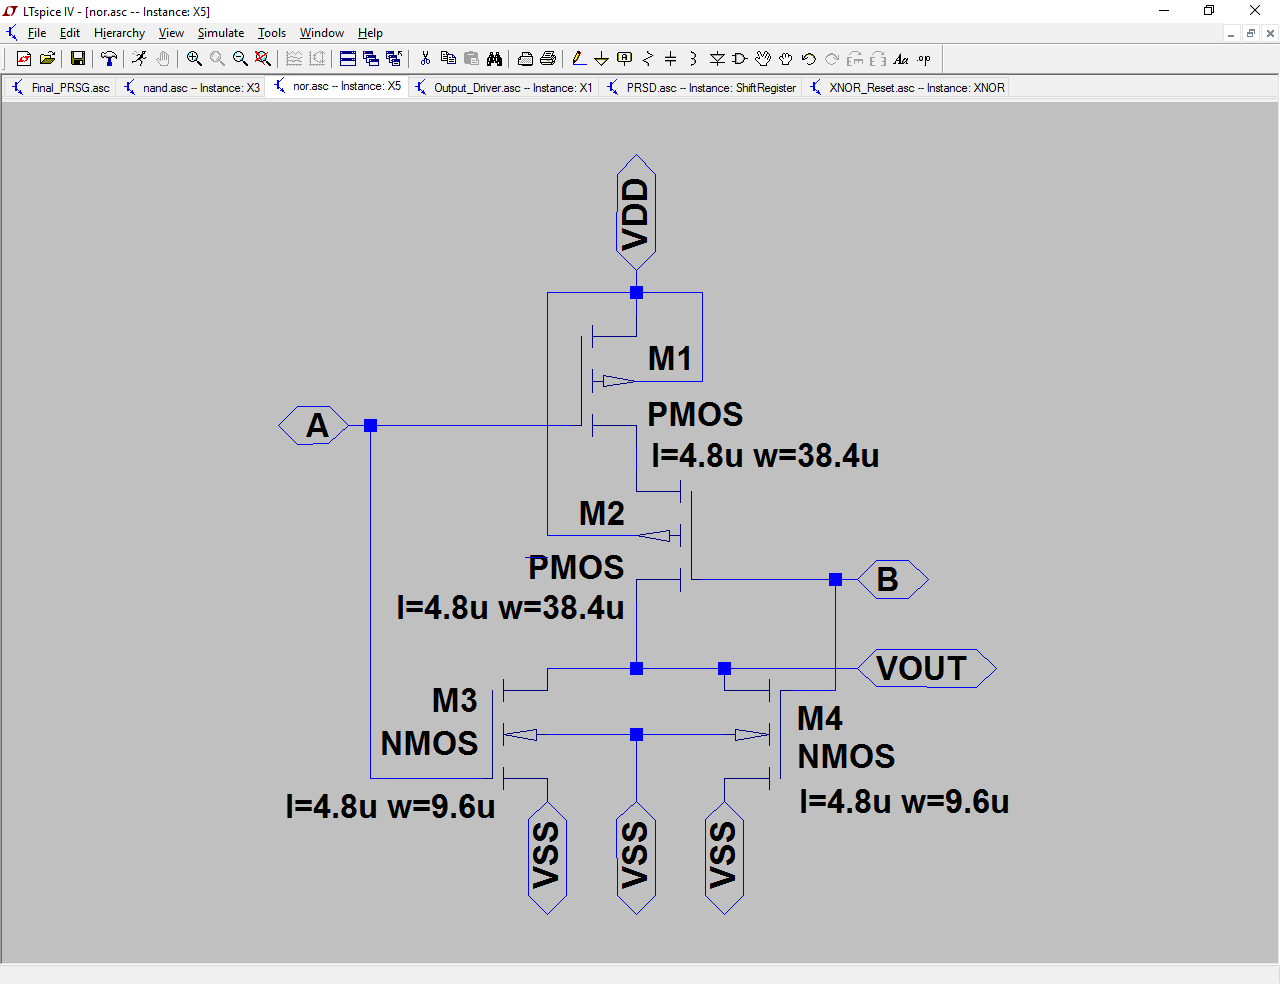 LTspice IV - [nor.asc -- Instance: X5]
File Edit Hierarchy View Simulate Tools Window Help
Aa .op
Final_PRSG.asc nand.asc -- Instance: X3 nor.asc -- Instance: X5 Output_Driver.asc -- Instance: X1 PRSD.asc -- Instance: ShiftRegister XNOR_Reset.asc -- Instance: XNOR
VDD
M1
A
PMOS
l=4.8u w=38.4u
M2
PMOS
B
l=4.8u w=38.4u
VOUT
M3
M4
NMOS
NMOS
l=4.8u w=9.6u
l=4.8u w=9.6u
VSS
VSS
VSS